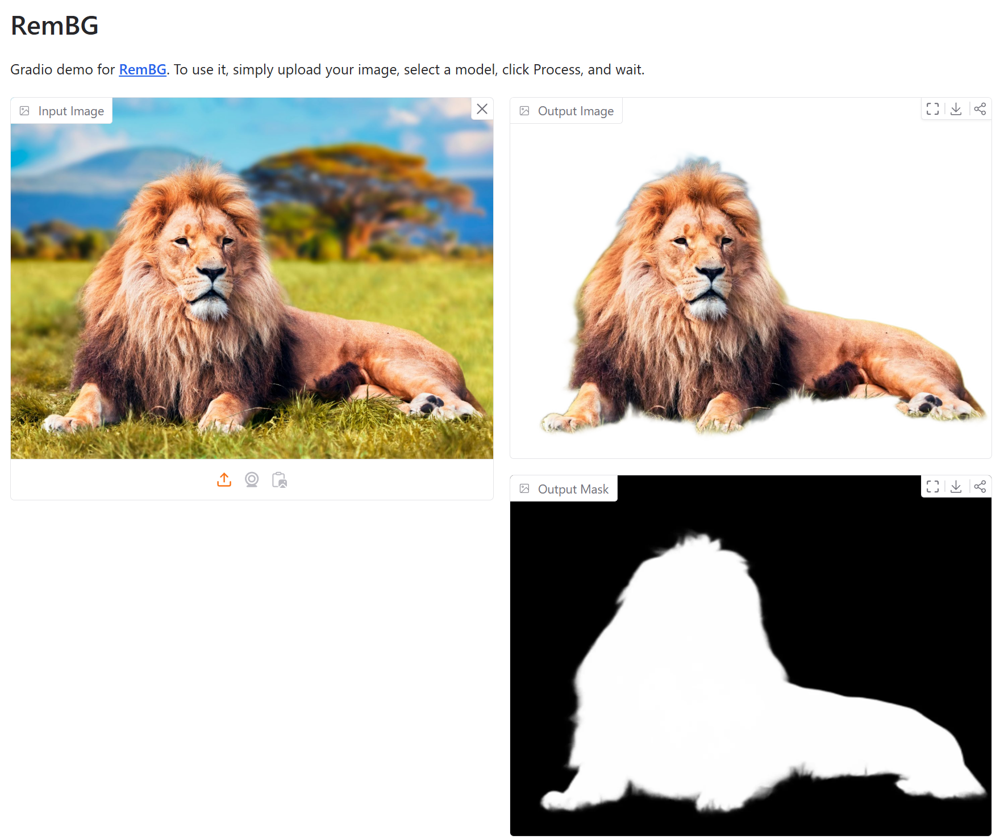 RemBG
Gradio demo for RemBG. To use it, simply upload your image, select a model, click Process, and wait.
Input Image
Output Image
Output Mask